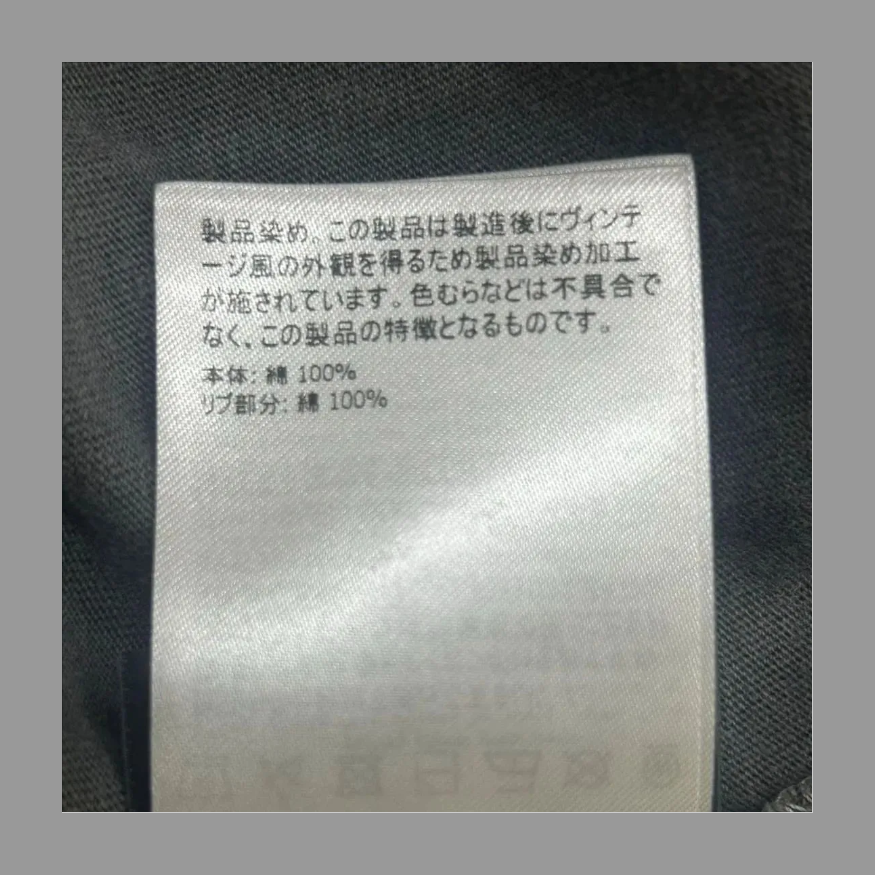 製品染め。この製品は製造後にヴィンテ
ージ風の外観を得るため製品染め加工
が施されています。色むらなどは不具合で
なく、この製品の特徴となるものです。
本体: 綿 100%
リブ部分: 綿 100%